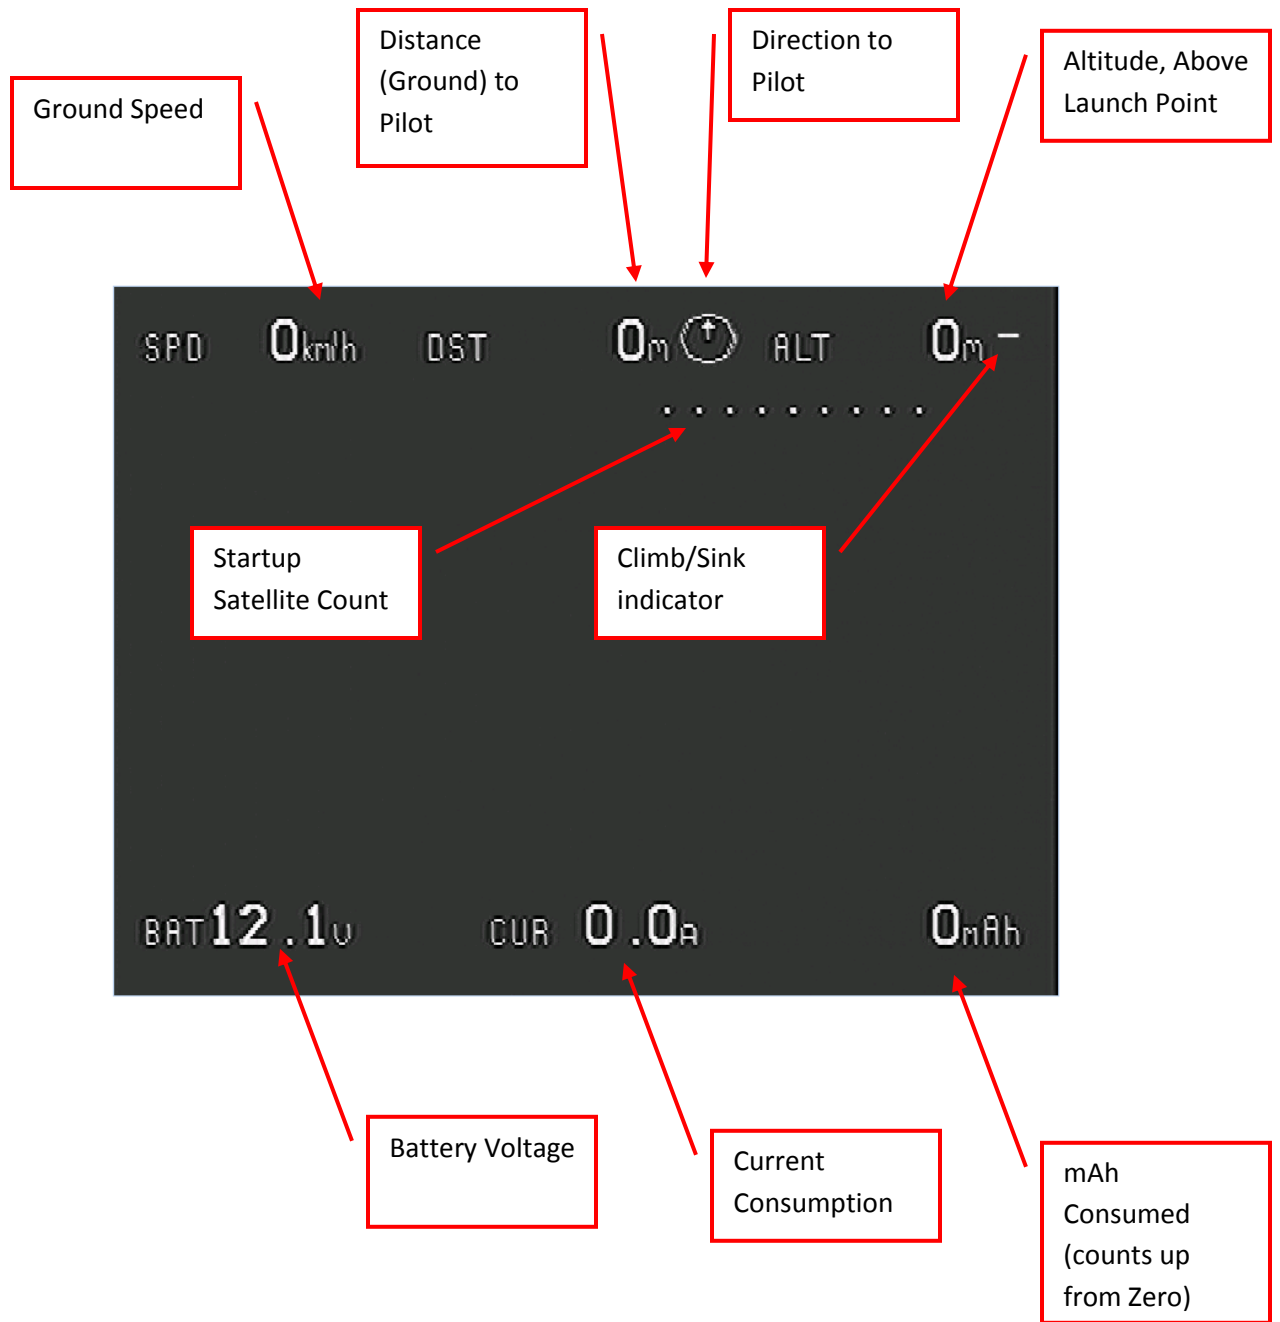 Distance
(Ground) to
Pilot
Direction to
Pilot
Altitude, Above
Launch Point
Ground Speed
SPD 0km/h DST 0m ALT 0m
Startup
Satellite Count
Climb/Sink
indicator
BAT12.1V CUR 0.0A 0mAh
Battery Voltage
Current
Consumption
mAh
Consumed
(counts up
from Zero)